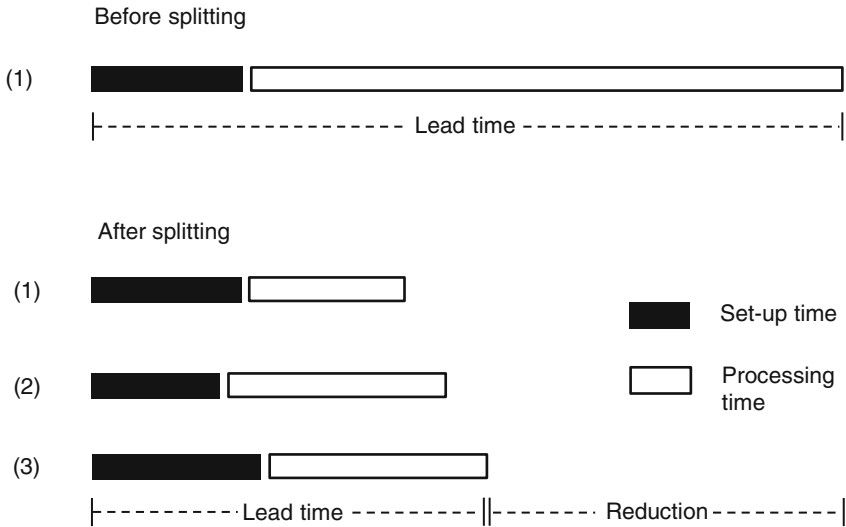 Before splitting
(1)
Lead time
After splitting
(1)
Set-up time
(2)
Processing
time
(3)
Lead time
Reduction